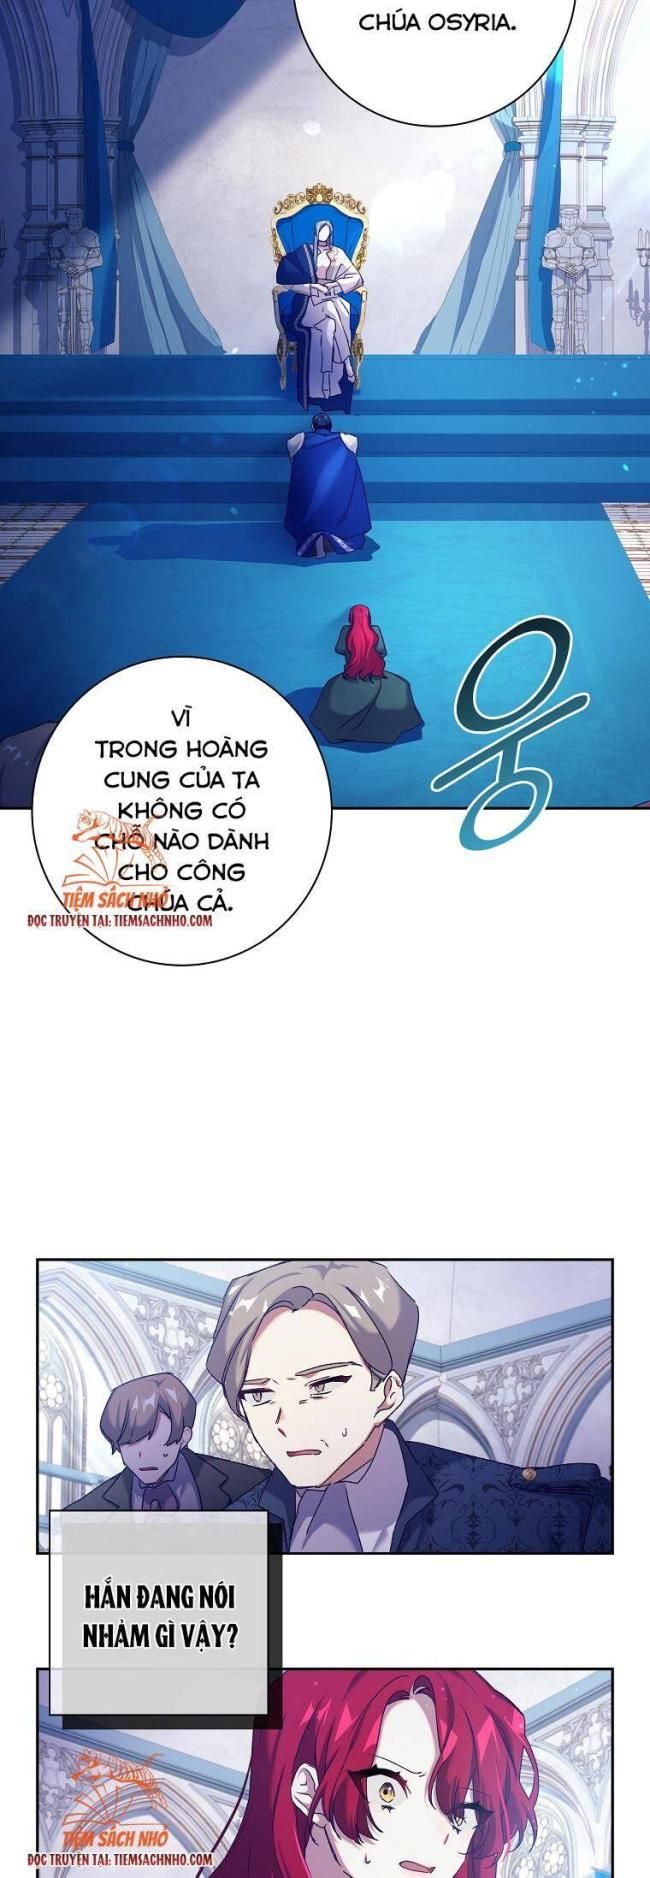 CHÚA OSYRIA.
웅
VÌ
TRONG HOÀNG
CUNG CỦA TA
KHÔNG CÓ
CHỖ NÀO DÀNH
CHO CÔNG
CHÚA CẢ.
TIỆM SÁCH NHỎ
ĐỌC TRUYỆN TẠI: TIEMSACHNHO.COM
HẮN ĐANG NÓI
NHẢM GÌ VẬY?
TIỆM SÁCH NHỎ
ĐỌC TRUYỆN TẠI: TIEMSACHNHO.COM